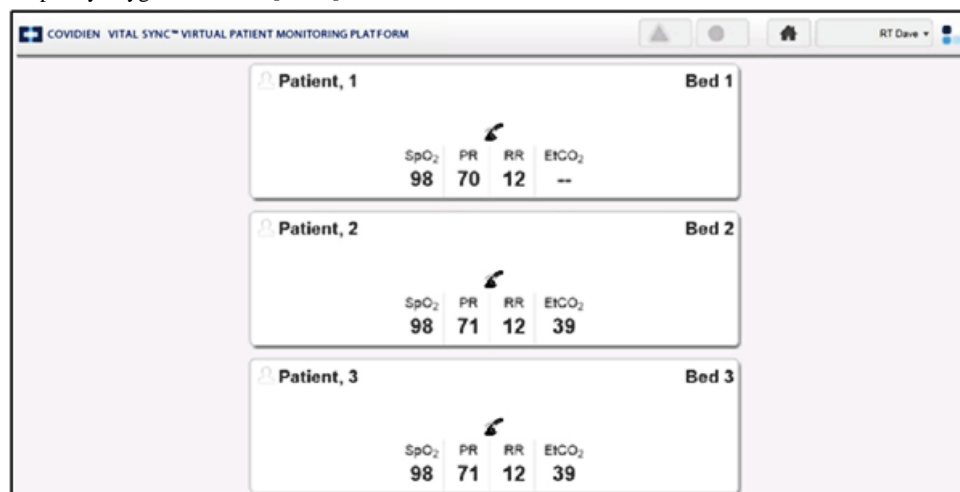 COVIDIEN VITAL SYNC™ VIRTUAL PATIENT MONITORING PLATFORM RT Dave
Patient, 1 Bed 1
SpO₂ PR RR EtCO₂
98 70 12 --
Patient, 2 Bed 2
SpO₂ PR RR EtCO₂
98 71 12 39
Patient, 3 Bed 3
SpO₂ PR RR EtCO₂
98 71 12 39